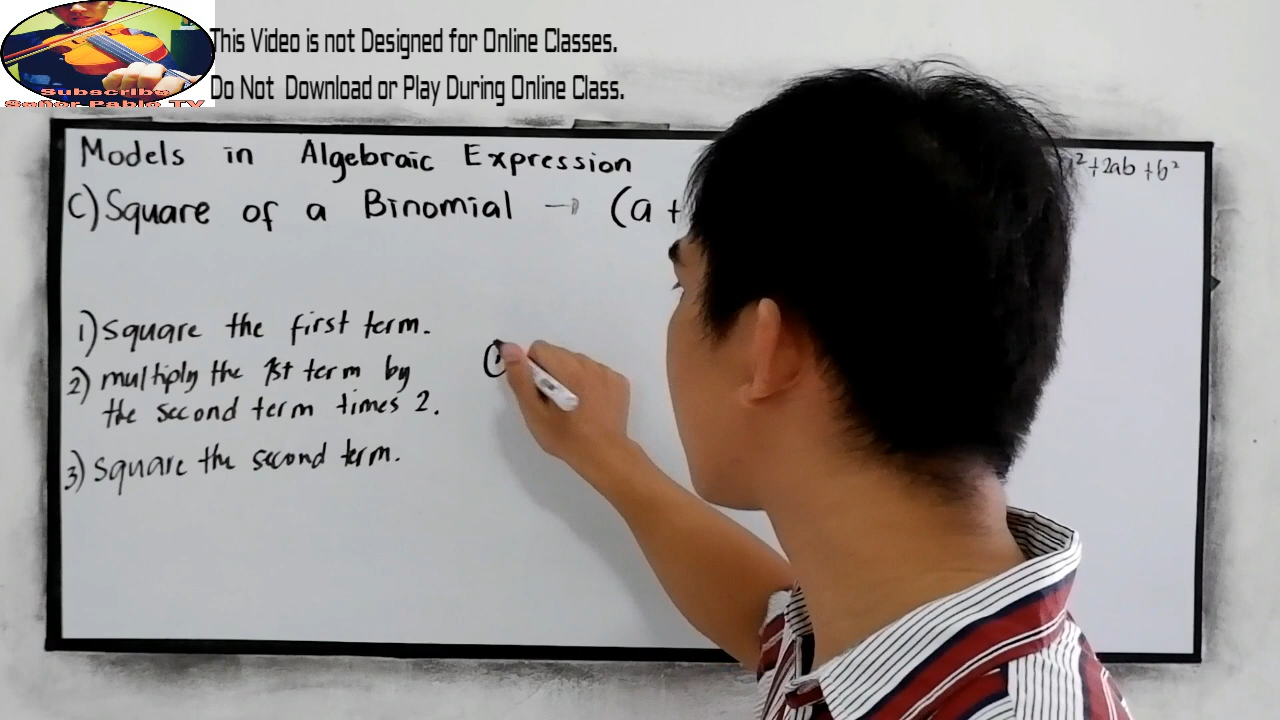 This Video is not Designed for Online Classes.
Do Not Download or Play During Online Class.
Subscribe
Señor Pablo TV
Models in Algebraic Expression
C) Square of a Binomial → (a + ²+2ab+b²
1) square the first term.
2) multiply the 1st term by
the second term times 2.
3) square the second term.
(